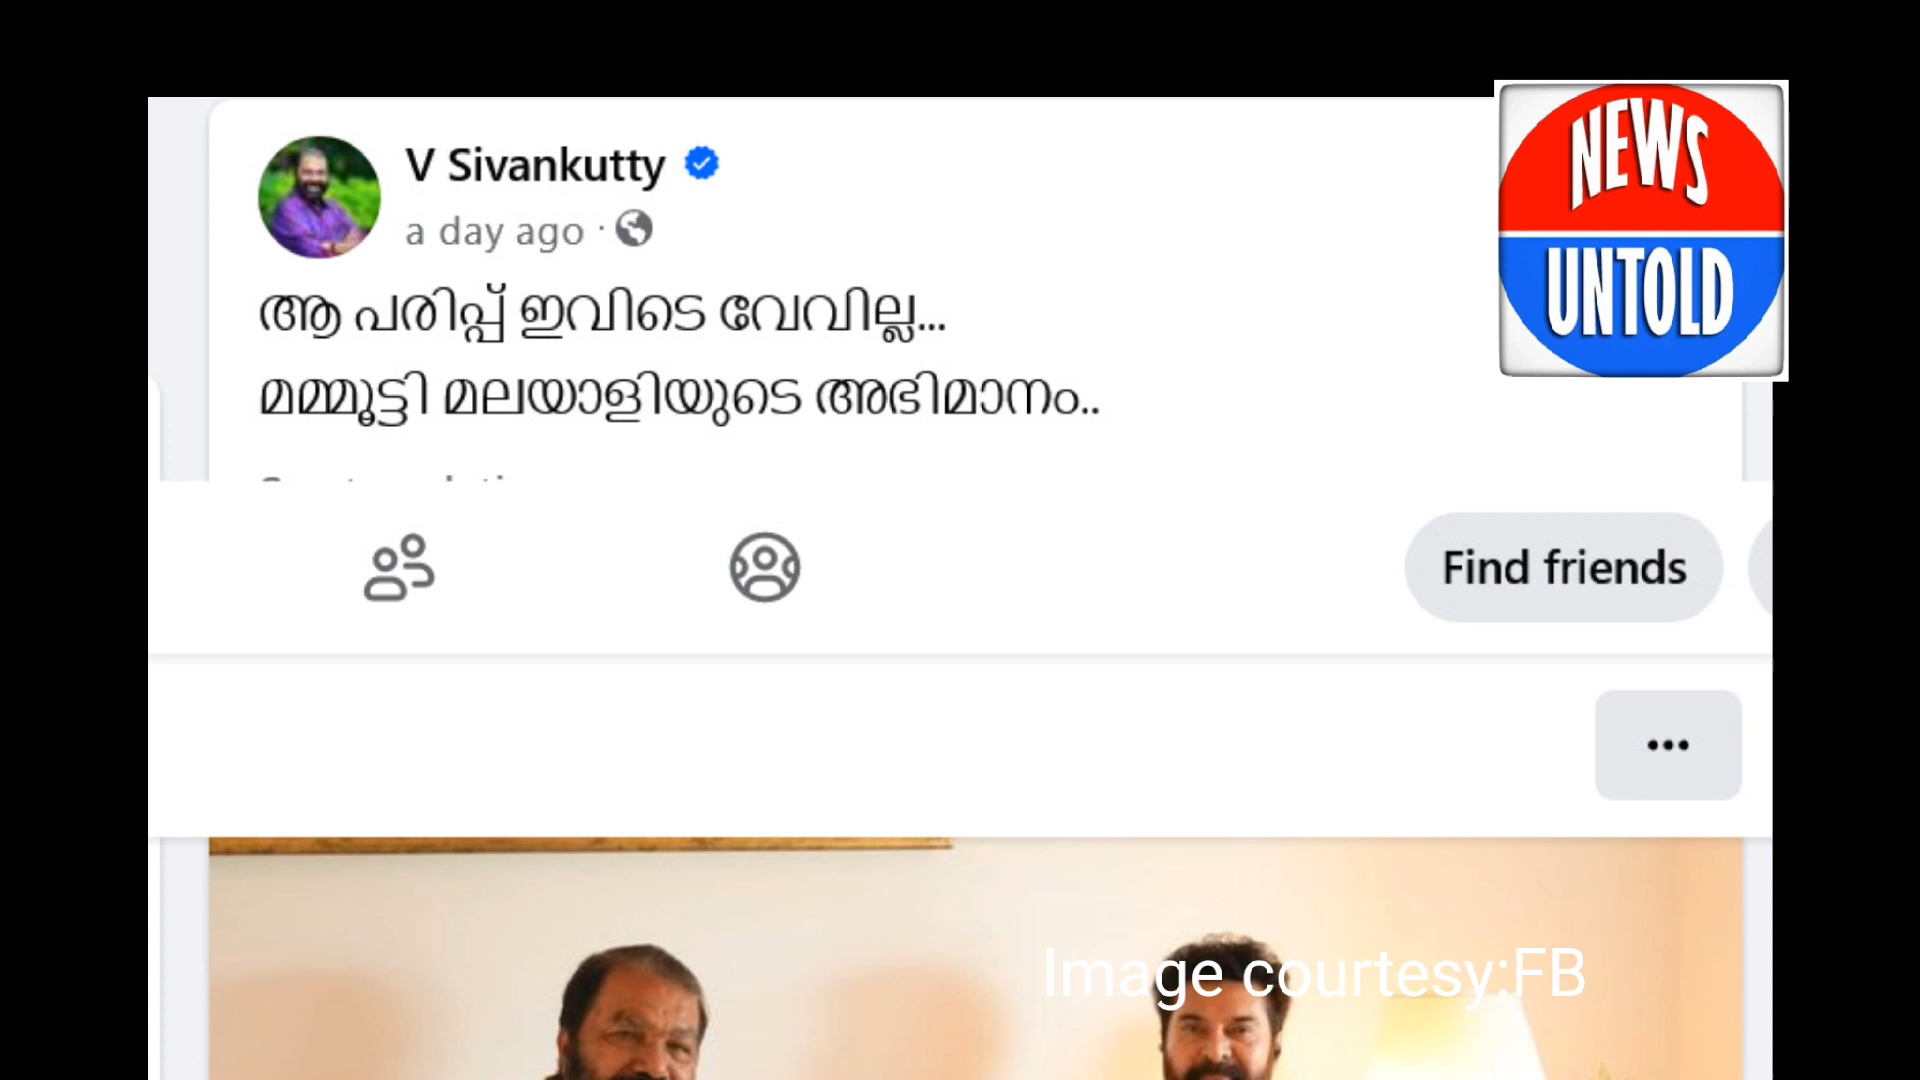 V Sivankutty
a day ago ·
ആ പരിപ്പ് ഇവിടെ വേവില്ല...
മമ്മൂട്ടി മലയാളിയുടെ അഭിമാനം..
NEWS
UNTOLD
Find friends
Image courtesy:FB